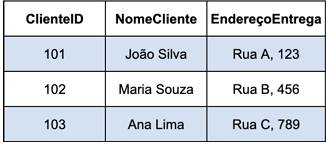 ClienteID NomeCliente EndereçoEntrega
101 João Silva Rua A, 123
102 Maria Souza Rua B, 456
103 Ana Lima Rua C, 789